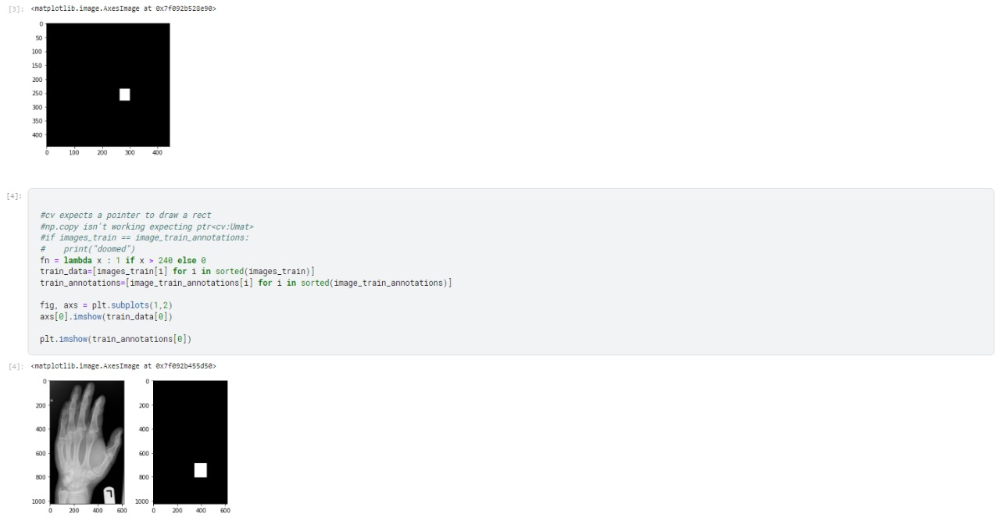 [3]: <matplotlib.image.AxesImage at 0x7f092b528e90>
0
50
100
150
200
250
300
350
400
0 100 200 300 400
[4]:
#cv expects a pointer to draw a rect
#np.copy isn't working expecting ptr<cv:Umat>
#if images_train == image_train_annotations:
#    print("doomed")
fn = lambda x : 1 if x > 240 else 0
train_data=[images_train[i] for i in sorted(images_train)]
train_annotations=[image_train_annotations[i] for i in sorted(image_train_annotations)]
fig, axs = plt.subplots(1,2)
axs[0].imshow(train_data[0])
plt.imshow(train_annotations[0])
[4]: <matplotlib.image.AxesImage at 0x7f092b455d50>
0 0
200 200
400 400
600 600
800 800
L
1000 1000
0 200 400 600 0 200 400 600